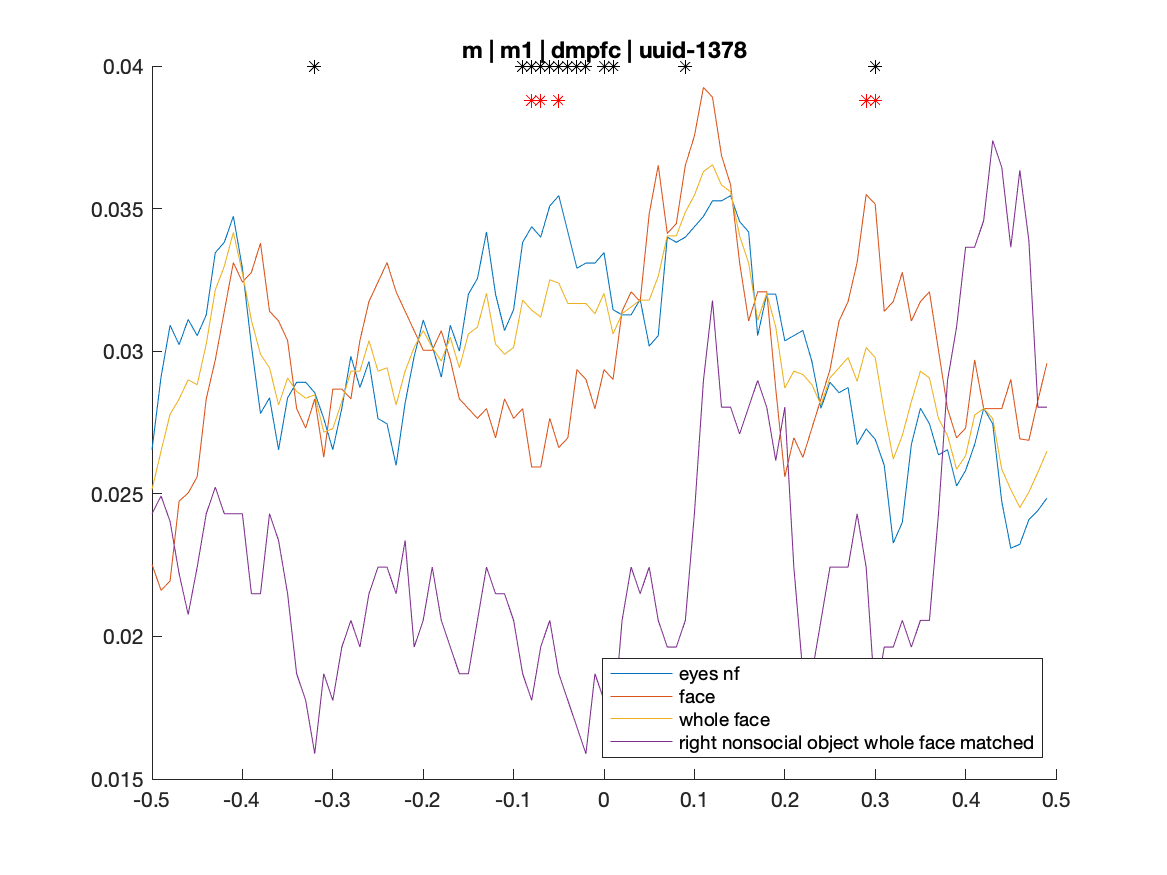 m | m1 | dmpfc | uuid-1378
0.04
0.035
0.03
0.025
0.02
0.015
-0.5 -0.4 -0.3 -0.2 -0.1 0 0.1 0.2 0.3 0.4 0.5
eyes nf
face
whole face
right nonsocial object whole face matched